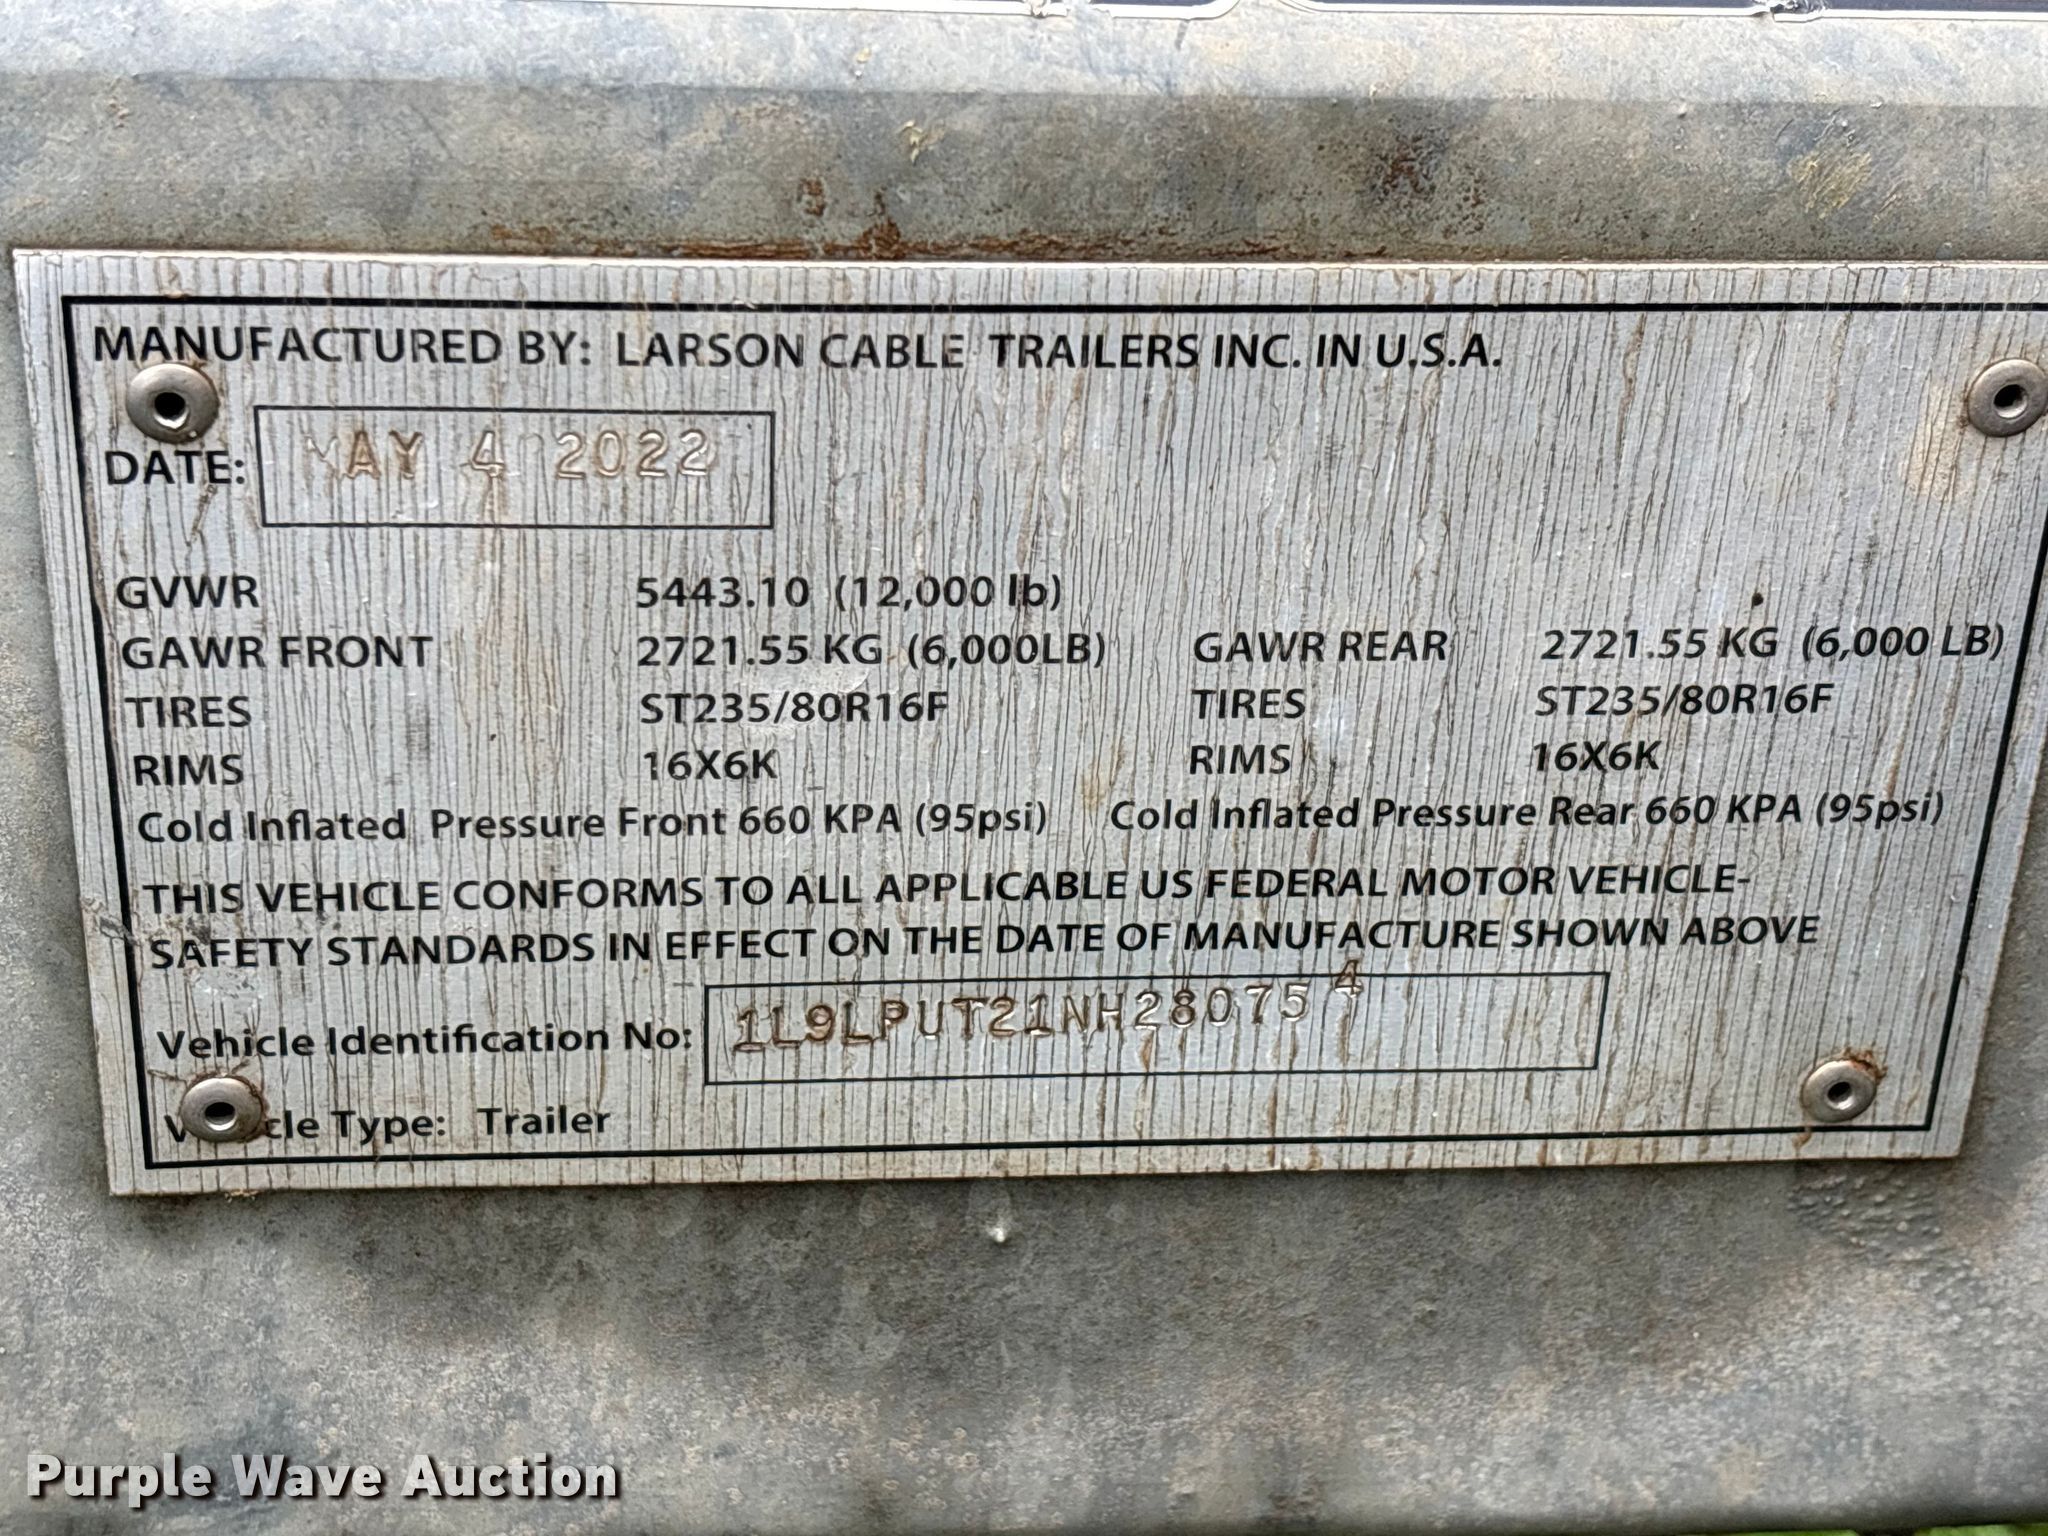 MANUFACTURED BY: LARSON CABLE TRAILERS INC. IN U.S.A.
DATE: MAY 4 2022
GVWR 5443.10 (12,000 lb)
GAWR FRONT 2721.55 KG (6,000LB) GAWR REAR 2721.55 KG (6,000 LB)
TIRES ST235/80R16F TIRES ST235/80R16F
RIMS 16X6K RIMS 16X6K
Cold Inflated Pressure Front 660 KPA (95psi) Cold Inflated Pressure Rear 660 KPA (95psi)
THIS VEHICLE CONFORMS TO ALL APPLICABLE US FEDERAL MOTOR VEHICLE-
SAFETY STANDARDS IN EFFECT ON THE DATE OF MANUFACTURE SHOWN ABOVE
Vehicle Identification No: 1L9LPUT21NH280754
Vehicle Type: Trailer
Purple Wave Auction